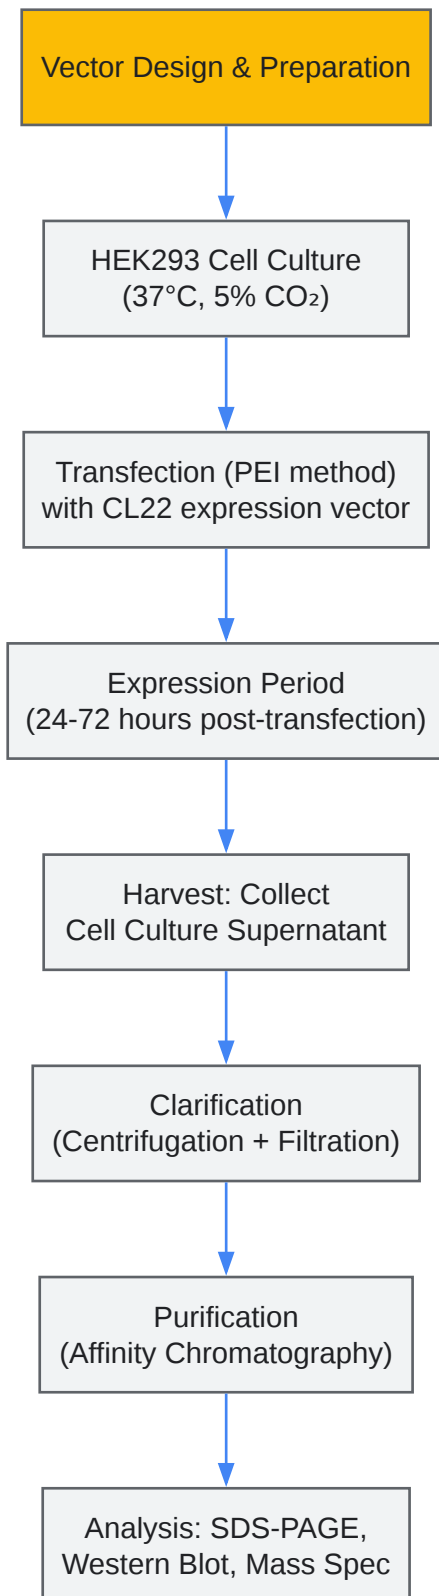 Vector Design & Preparation
HEK293 Cell Culture
(37°C, 5% CO₂)
Transfection (PEI method)
with CL22 expression vector
Expression Period
(24-72 hours post-transfection)
Harvest: Collect
Cell Culture Supernatant
Clarification
(Centrifugation + Filtration)
Purification
(Affinity Chromatography)
Analysis: SDS-PAGE,
Western Blot, Mass Spec